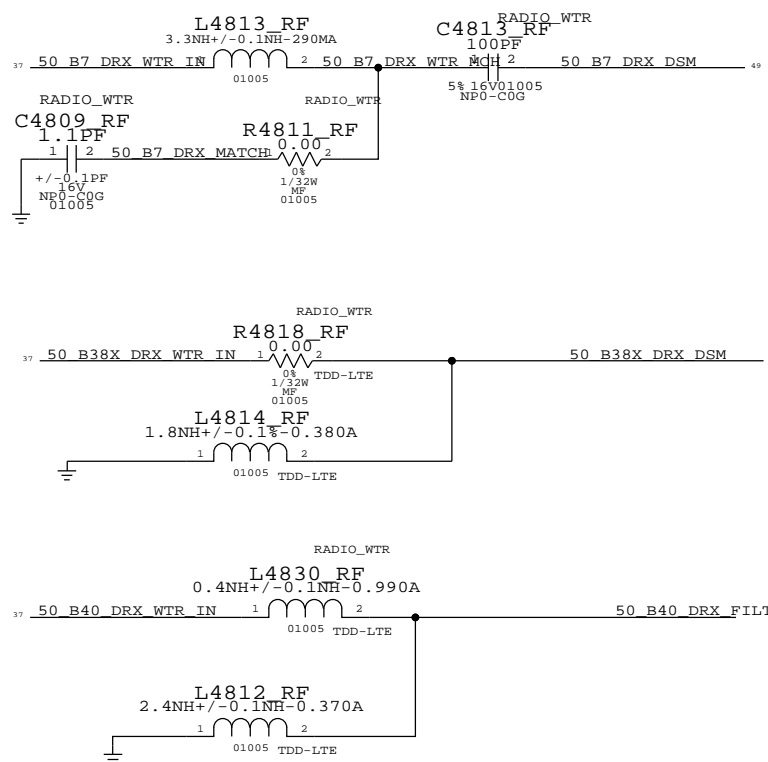 L4813_RF
3.3NH+/-0.1NH-290MA
RADIO_WTR
C4813_RF
100PF
37 50_B7_DRX_WTR_IN 1 2 50_B7_DRX_WTR_MCH 1 2 50_B7_DRX_DSM 49
01005
5% 16V 01005
NP0-C0G
RADIO_WTR
RADIO_WTR
C4809_RF
1.1PF
R4811_RF
0.00
1 2 50_B7_DRX_MATCH 1 2
+/-0.1PF
16V
NP0-C0G
01005
0%
1/32W
MF
01005
RADIO_WTR
R4818_RF
0.00
37 50_B38X_DRX_WTR_IN 1 2 50_B38X_DRX_DSM
0%
1/32W
MF
01005
TDD-LTE
L4814_RF
1.8NH+/-0.1%-0.380A
1 2
01005 TDD-LTE
RADIO_WTR
L4830_RF
0.4NH+/-0.1NH-0.990A
37 50_B40_DRX_WTR_IN 1 2 50_B40_DRX_FILT
01005 TDD-LTE
L4812_RF
2.4NH+/-0.1NH-0.370A
1 2
01005 TDD-LTE